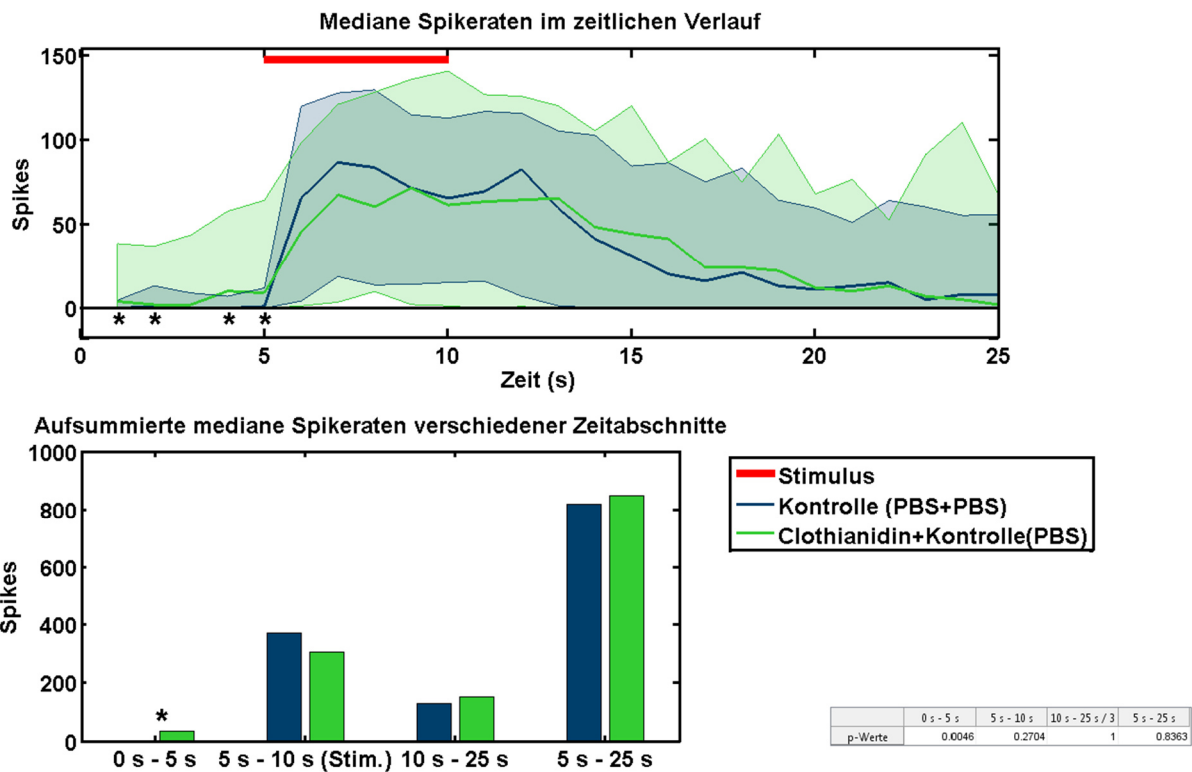 Mediane Spikeraten im zeitlichen Verlauf
150
100
50
0
Spikes
* * * *
0 5 10 15 20 25
Zeit (s)
Aufsummierte mediane Spikeraten verschiedener Zeitabschnitte
1000
800
600
400
200
0
Spikes
*
0 s - 5 s 5 s - 10 s (Stim.) 10 s - 25 s 5 s - 25 s
Stimulus
Kontrolle (PBS+PBS)
Clothianidin+Kontrolle(PBS)
0 s - 5 s 5 s - 10 s 10 s - 25 s / 3 5 s - 25 s
p-Werte 0.0046 0.2704 1 0.8363